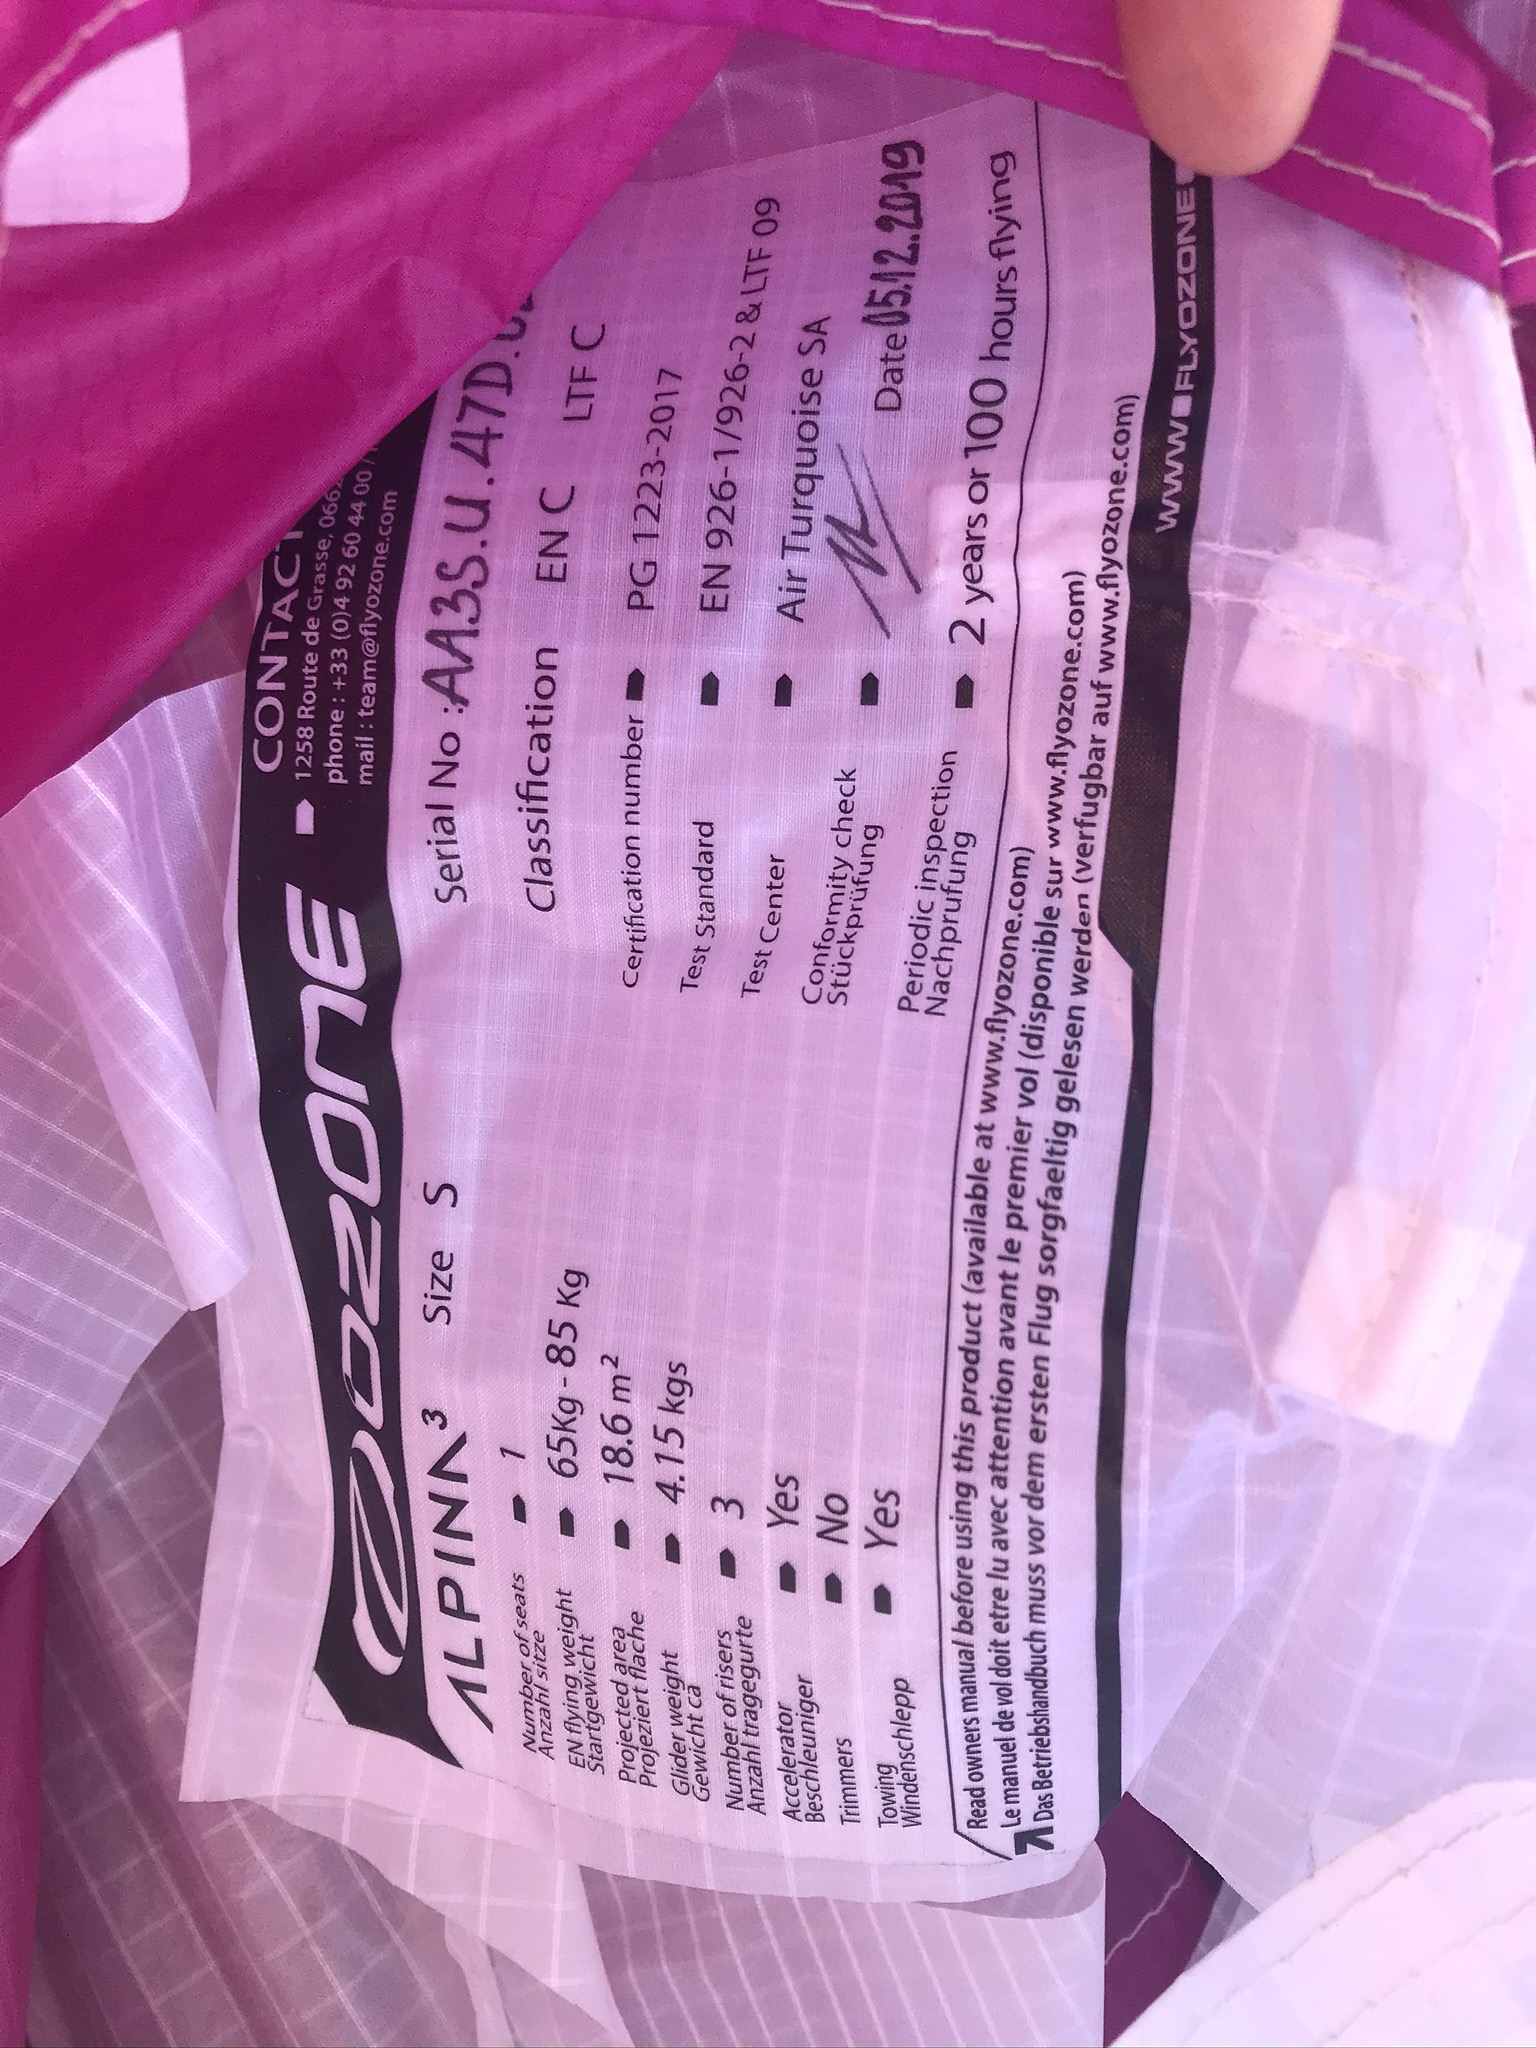 OZONE
CONTACT
1258 Route de Grasse,
phone : +33 (0)4 92 60 44 00
mail : team@flyozone.com
ALPINA³ Size S
Number of seats 1
Anzahl sitze
EN flying weight 65Kg - 85 Kg
Startgewicht
Projected area 18.6 m²
Projeziert flache
Glider weight 4.15 kgs
Gewicht ca
Number of risers 3
Anzahl tragegurte
Accelerator Yes
Beschleuniger
Trimmers No
Towing Yes
Windenschlepp
Serial No : AA3S.U.47D.
Classification EN C LTF C
Certification number PG 1223-2017
Test Standard EN 926-1/926-2 & LTF 09
Test Center Air Turquoise SA
Conformity check Date 05.12.2019
Stückprüfung
Periodic inspection 2 years or 100 hours flying
Nachprufung
Read owners manual before using this product (available at www.flyozone.com)
Le manuel de vol doit etre lu avec attention avant le premier vol (disponible sur www.flyozone.com)
Das Betriebshandbuch muss vor dem ersten Flug sorgfaeltig gelesen werden (verfugbar auf www.flyozone.com)
WWW.FLYOZONE